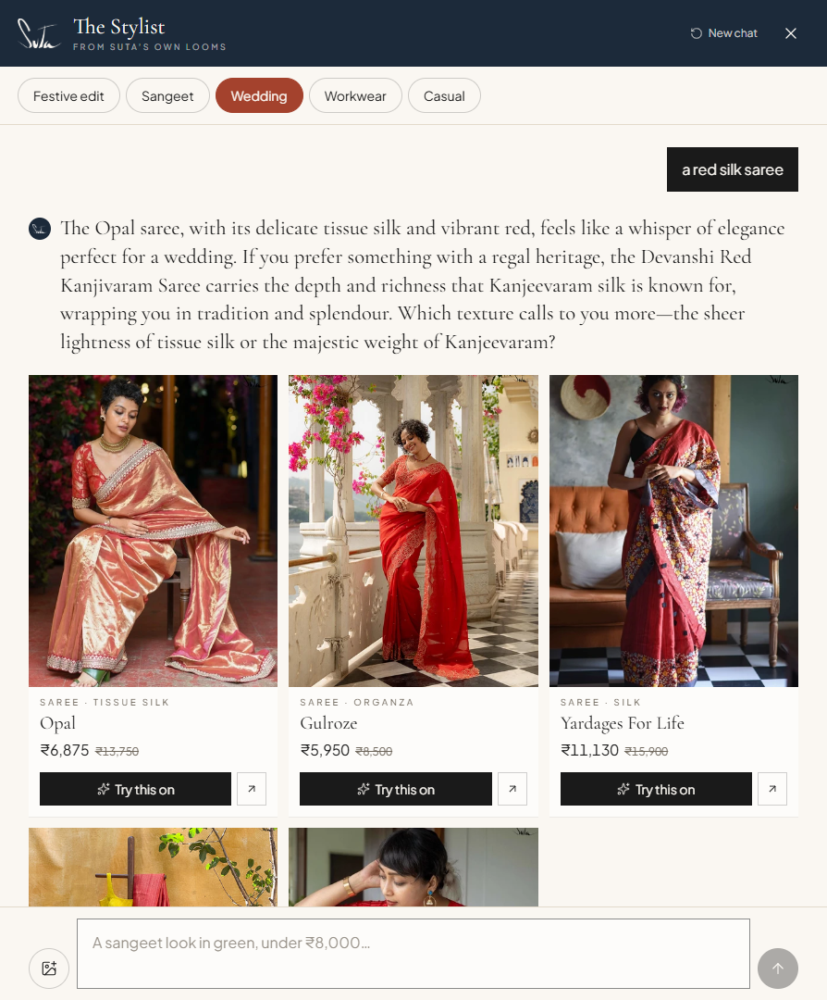 Suta
The Stylist
FROM SUTA'S OWN LOOMS
New chat
Festive edit
Sangeet
Wedding
Workwear
Casual
a red silk saree
The Opal saree, with its delicate tissue silk and vibrant red, feels like a whisper of elegance
perfect for a wedding. If you prefer something with a regal heritage, the Devanshi Red
Kanjivaram Saree carries the depth and richness that Kanjeevaram silk is known for,
wrapping you in tradition and splendour. Which texture calls to you more—the sheer
lightness of tissue silk or the majestic weight of Kanjeevaram?
SAREE · TISSUE SILK
Opal
₹6,875 ₹13,750
Try this on
SAREE · ORGANZA
Gulroze
₹5,950 ₹8,500
Try this on
SAREE · SILK
Yardages For Life
₹11,130 ₹15,900
Try this on
A sangeet look in green, under ₹8,000…